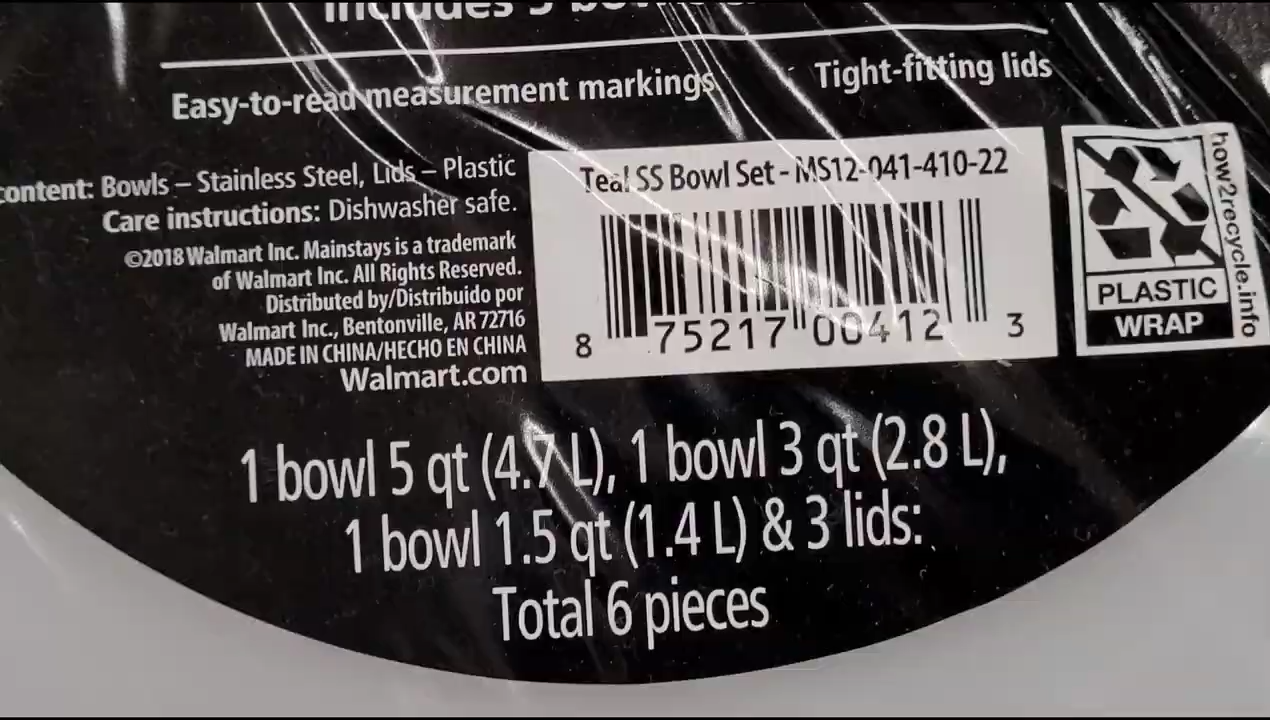 Includes 3
Easy-to-read measurement markings
Tight-fitting lids
content: Bowls – Stainless Steel, Lids – Plastic
Care instructions: Dishwasher safe.
©2018 Walmart Inc. Mainstays is a trademark
of Walmart Inc. All Rights Reserved.
Distributed by/Distribuido por
Walmart Inc., Bentonville, AR 72716
MADE IN CHINA/HECHO EN CHINA
Walmart.com
Teal SS Bowl Set - MS12-041-410-22
8 75217 00412 3
PLASTIC
WRAP
how2recycle.info
1 bowl 5 qt (4.7 L), 1 bowl 3 qt (2.8 L),
1 bowl 1.5 qt (1.4 L) & 3 lids:
Total 6 pieces